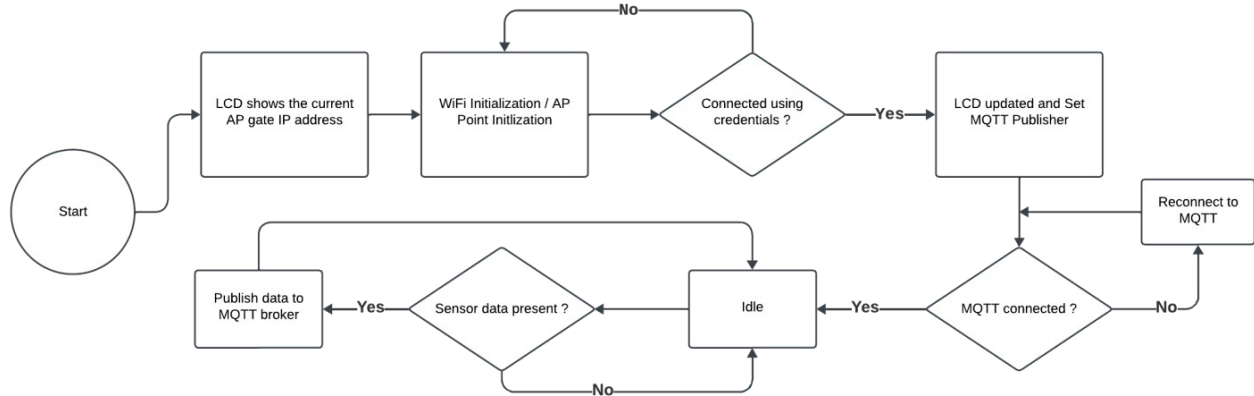 No
LCD shows the current
AP gate IP address
WiFi Initialization / AP
Point Initlization
Connected using
credentials ?
Yes
LCD updated and Set
MQTT Publisher
Start
Reconnect to
MQTT
Publish data to
MQTT broker
Yes
Sensor data present ?
Idle
Yes
MQTT connected ?
No
No